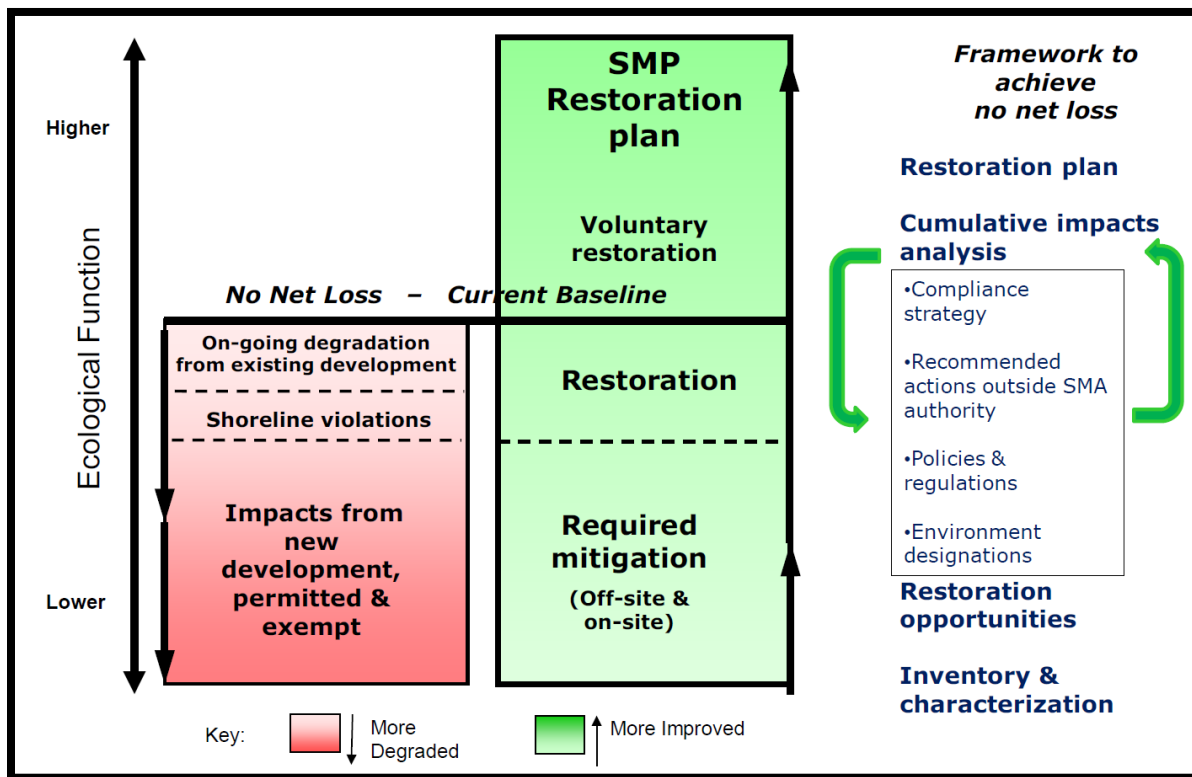 Higher
Ecological Function
Lower
SMP
Restoration
plan
Voluntary
restoration
No Net Loss – Current Baseline
On-going degradation
from existing development
Shoreline violations
Impacts from
new
development,
permitted &
exempt
Restoration
Required
mitigation
(Off-site &
on-site)
Framework to
achieve
no net loss
Restoration plan
Cumulative impacts
analysis
•Compliance
strategy
•Recommended
actions outside SMA
authority
•Policies &
regulations
•Environment
designations
Restoration
opportunities
Inventory &
characterization
Key:
More
Degraded
More Improved